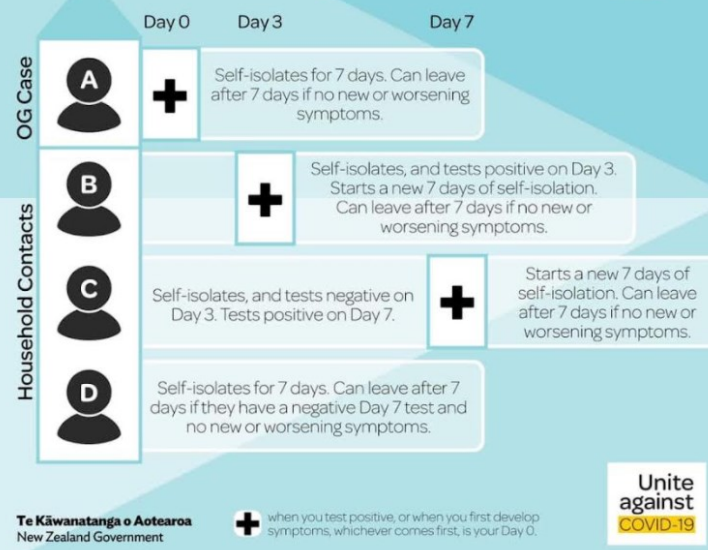 Day 0
Day 3
Day 7
OG Case
A
Self-isolates for 7 days. Can leave
after 7 days if no new or worsening
symptoms.
Household Contacts
B
Self-isolates, and tests positive on Day 3.
Starts a new 7 days of self-isolation.
Can leave after 7 days if no new or
worsening symptoms.
C
Self-isolates, and tests negative on
Day 3. Tests positive on Day 7.
Starts a new 7 days of
self-isolation. Can leave
after 7 days if no new or
worsening symptoms.
D
Self-isolates for 7 days. Can leave after 7
days if they have a negative Day 7 test and
no new or worsening symptoms.
Te Kāwanatanga o Aotearoa
New Zealand Government
when you test positive, or when you first develop
symptoms, whichever comes first, is your Day 0.
Unite
against
COVID-19